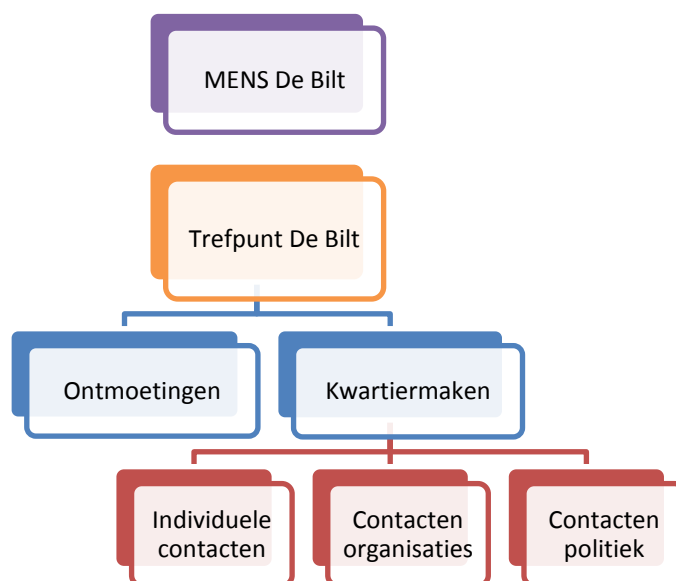 MENS De Bilt
Trefpunt De Bilt
Ontmoetingen
Kwartiermaken
Individuele
contacten
Contacten
organisaties
Contacten
politiek